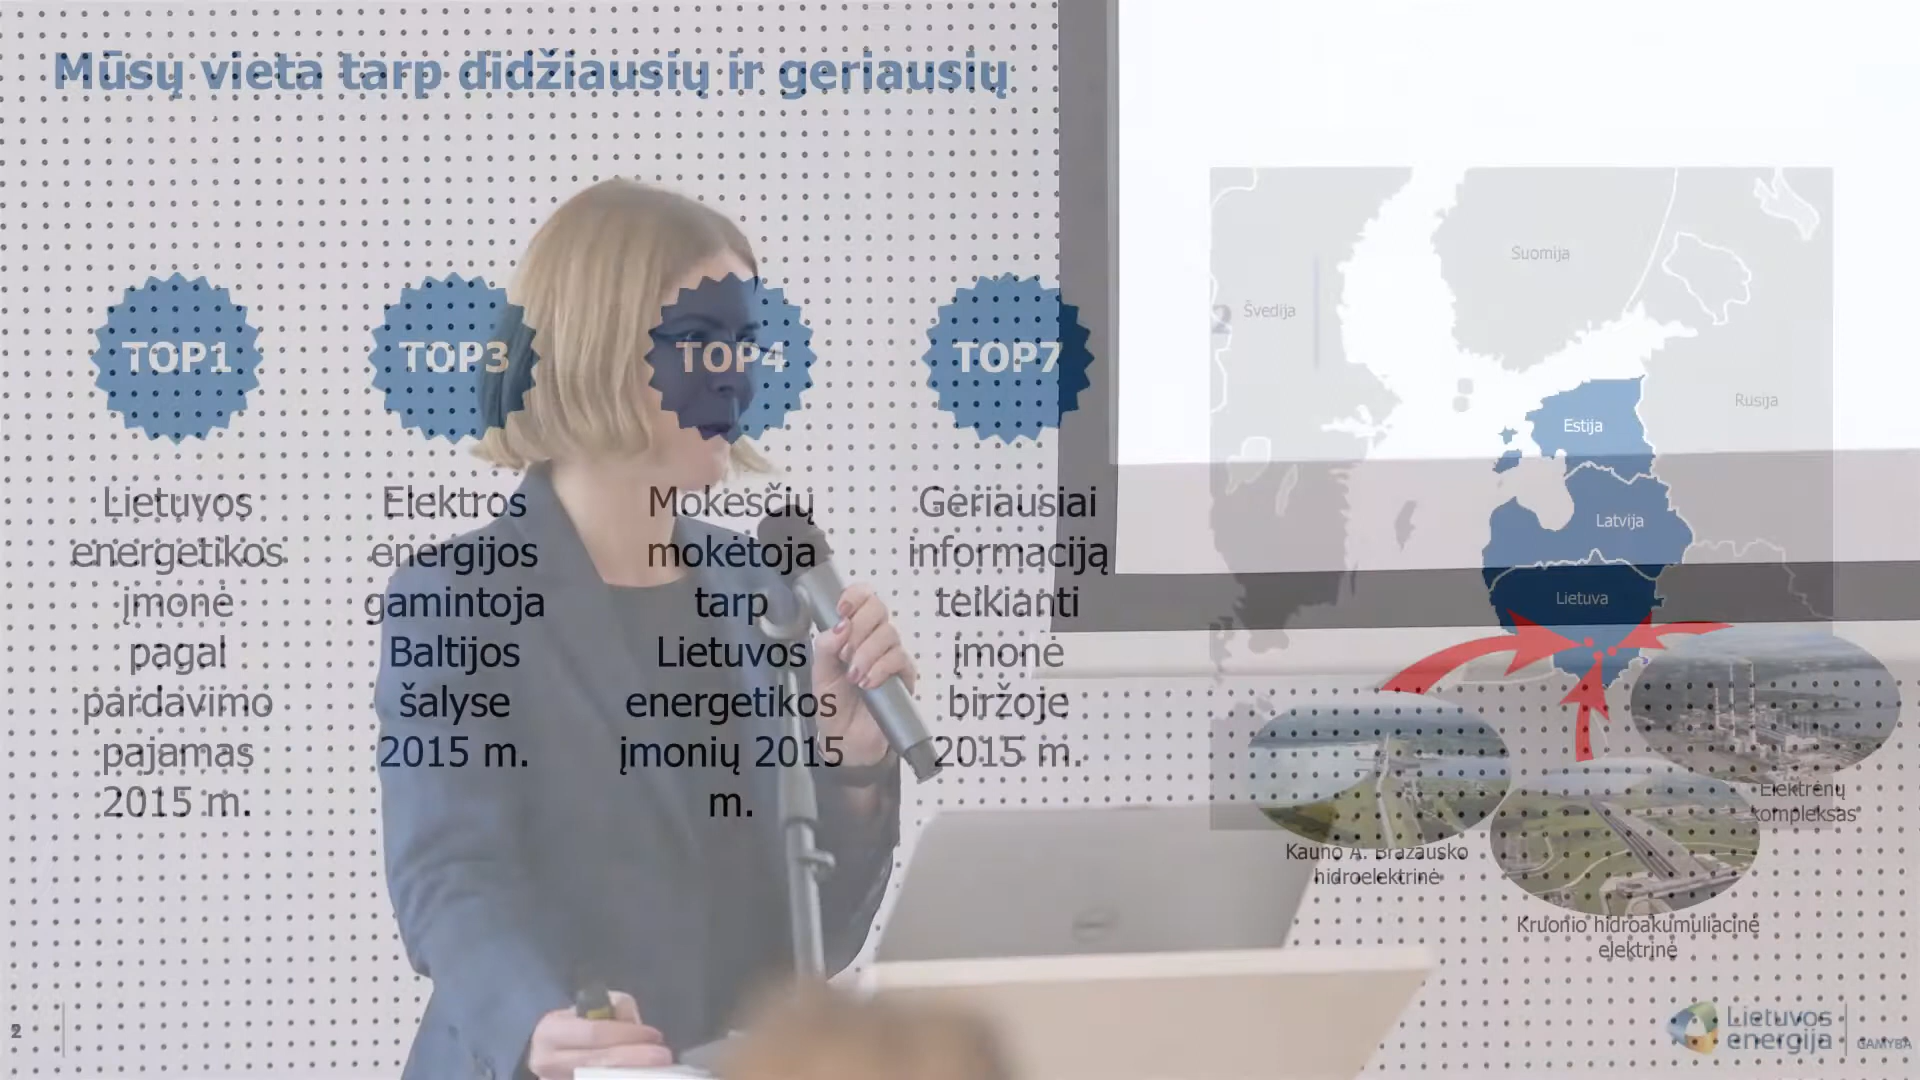 Mūsų vieta tarp didžiausių ir geriausių
TOP1
Lietuvos
energetikos
įmonė
pagal
pardavimo
pajamas
2015 m.
TOP3
Elektros
energijos
gamintoja
Baltijos
šalyse
2015 m.
TOP4
Mokesčių
mokėtoja
tarp
Lietuvos
energetikos
įmonių 2015
m.
TOP7
Geriausiai
informaciją
teikianti
įmonė
biržoje
2015 m.
Suomija
Švedija
Rusija
Estija
Latvija
Lietuva
Elektrėnų
kompleksas
Kauno A. Brazausko
hidroelektrinė
Kruonio hidroakumuliacinė
elektrinė
2
Lietuvos
energija
GAMYBA